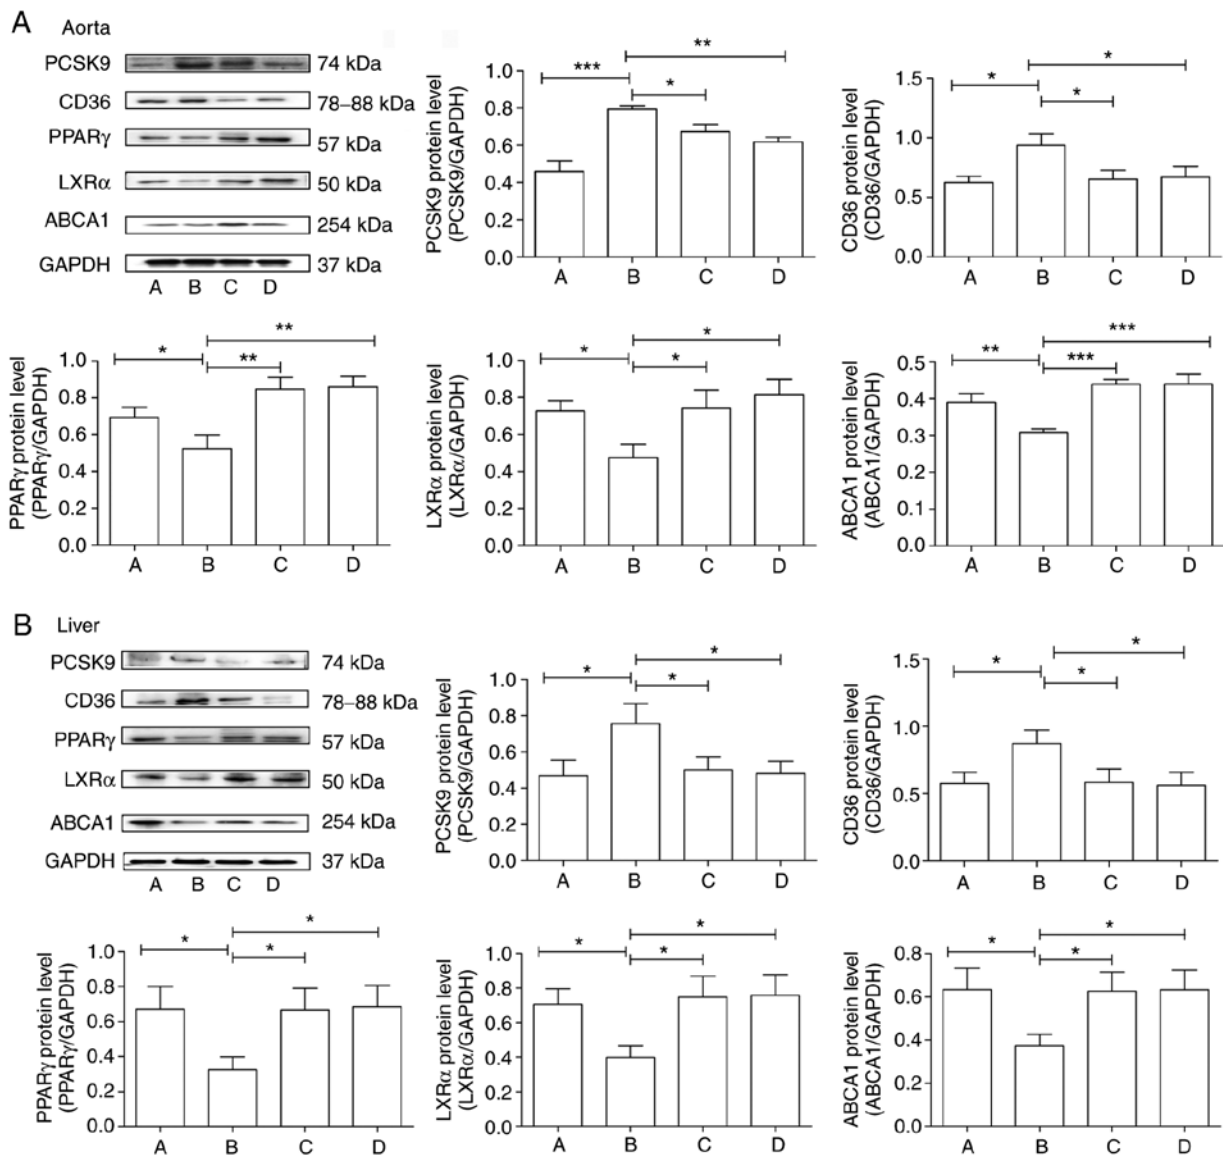 A
Aorta
PCSK9 74 kDa
CD36 78–88 kDa
PPARγ 57 kDa
LXRα 50 kDa
ABCA1 254 kDa
GAPDH 37 kDa
A B C D
PCSK9 protein level
(PCSK9/GAPDH)
1.0
0.8
0.6
0.4
0.2
0.0
*** * **
A B C D
CD36 protein level
(CD36/GAPDH)
1.5
1.0
0.5
0.0
* * *
A B C D
PPARγ protein level
(PPARγ/GAPDH)
1.0
0.8
0.6
0.4
0.2
0.0
* ** **
A B C D
LXRα protein level
(LXRα/GAPDH)
1.0
0.8
0.6
0.4
0.2
0.0
* * *
A B C D
ABCA1 protein level
(ABCA1/GAPDH)
0.5
0.4
0.3
0.2
0.1
0.0
** *** ***
A B C D
B
Liver
PCSK9 74 kDa
CD36 78–88 kDa
PPARγ 57 kDa
LXRα 50 kDa
ABCA1 254 kDa
GAPDH 37 kDa
A B C D
PCSK9 protein level
(PCSK9/GAPDH)
1.0
0.8
0.6
0.4
0.2
0.0
* * *
A B C D
CD36 protein level
(CD36/GAPDH)
1.5
1.0
0.5
0.0
* * *
A B C D
PPARγ protein level
(PPARγ/GAPDH)
1.0
0.8
0.6
0.4
0.2
0.0
* * *
A B C D
LXRα protein level
(LXRα/GAPDH)
1.0
0.8
0.6
0.4
0.2
0.0
* * *
A B C D
ABCA1 protein level
(ABCA1/GAPDH)
0.8
0.6
0.4
0.2
0.0
* * *
A B C D